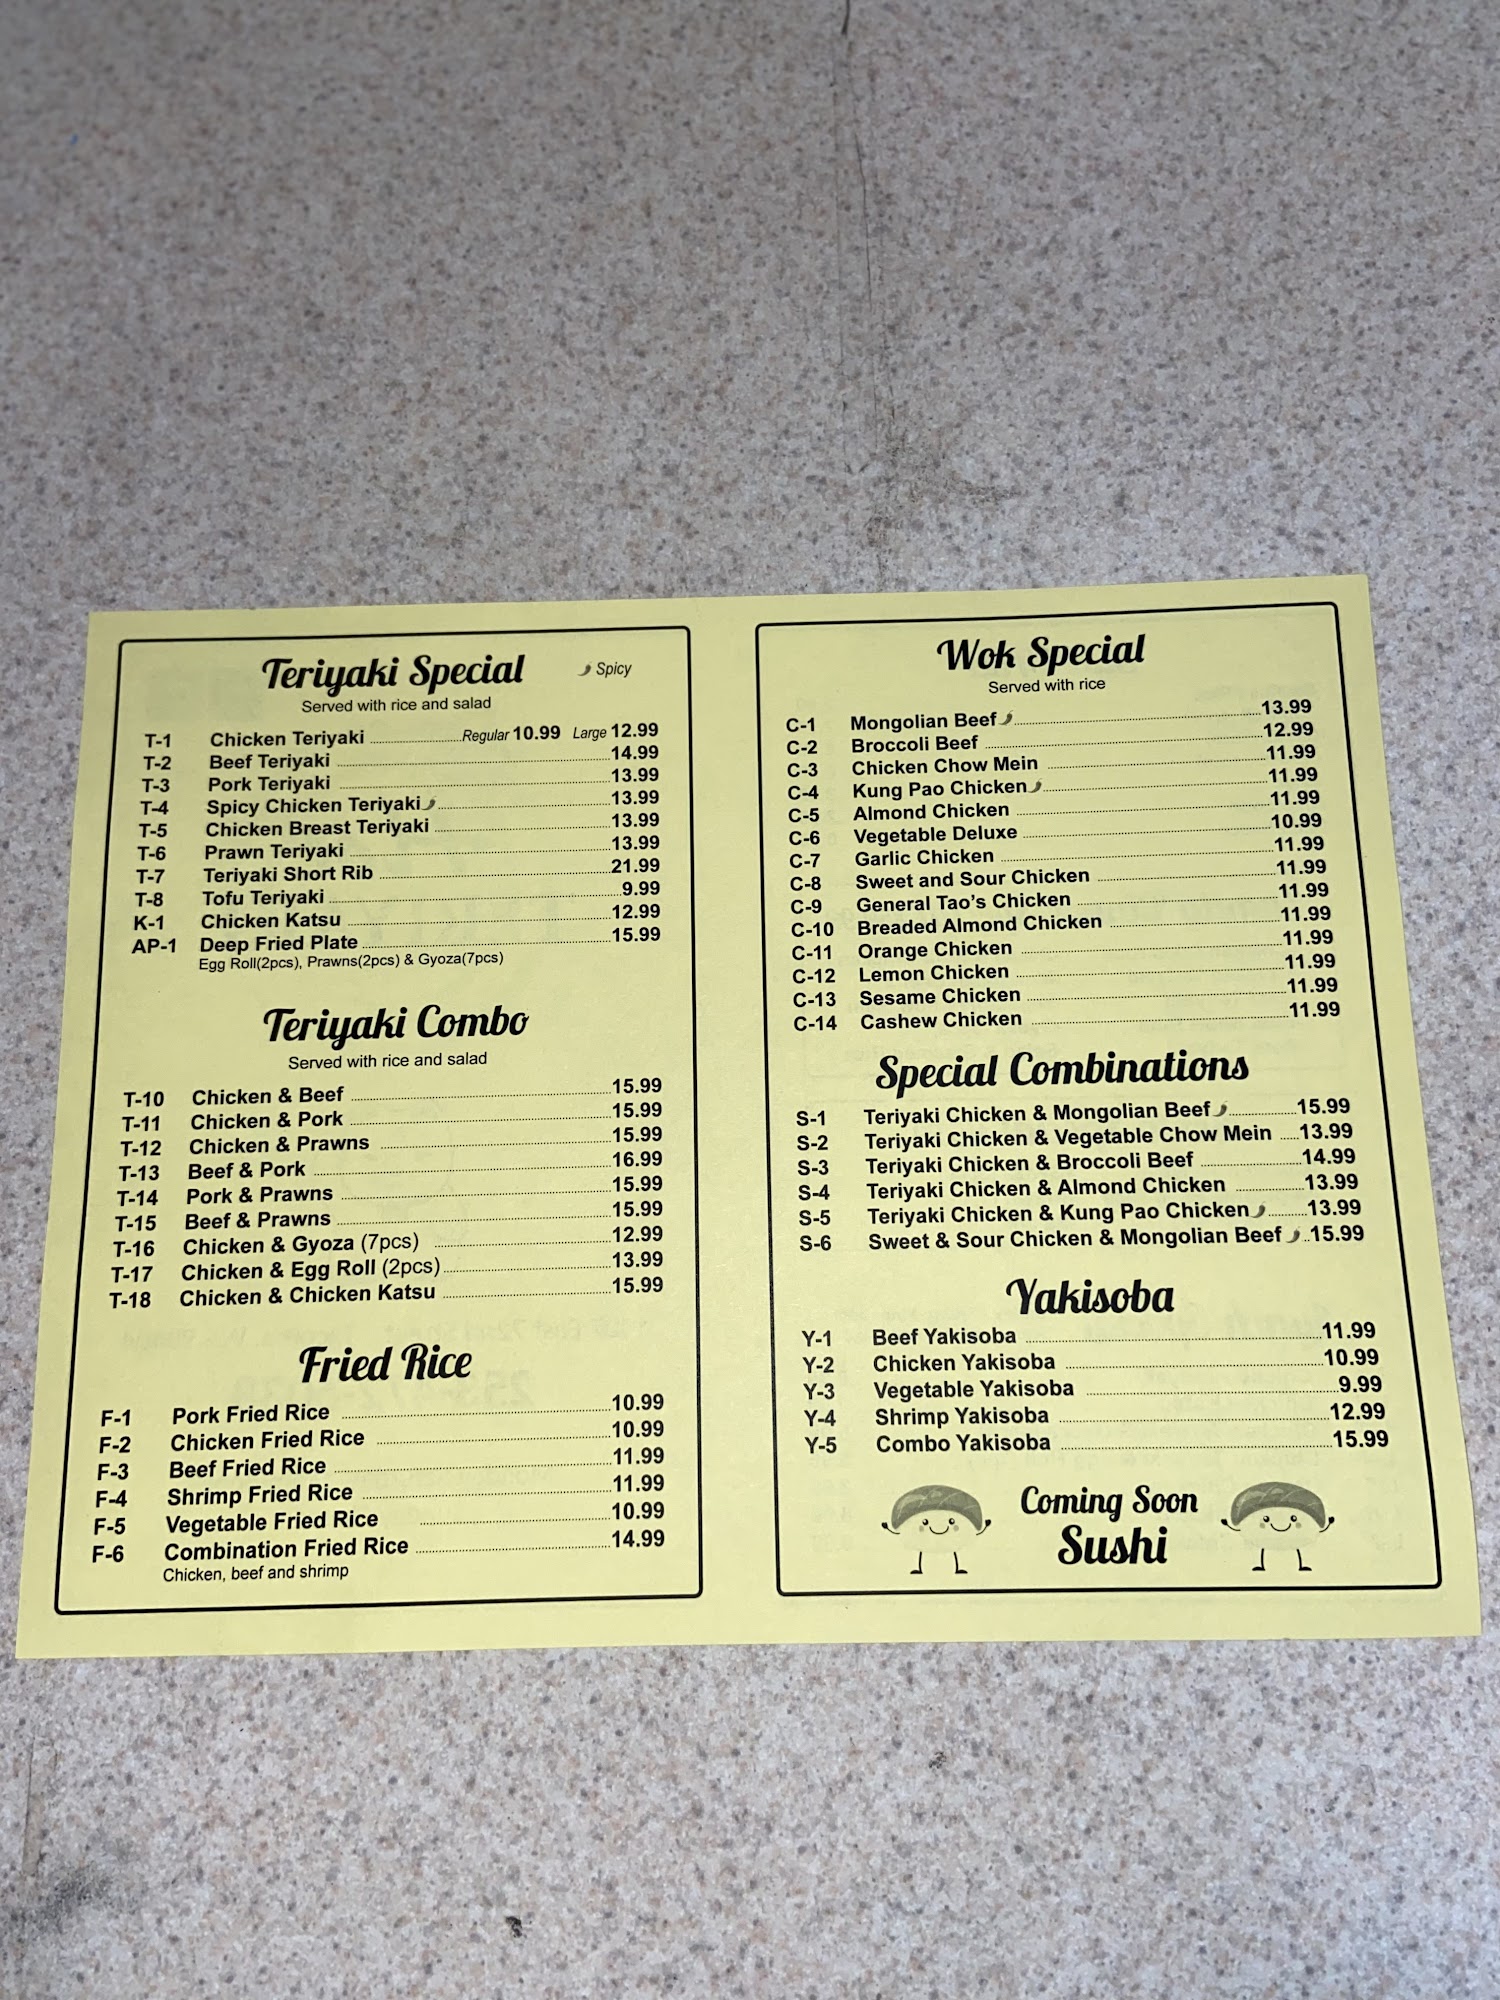 Teriyaki Special
Spicy
Served with rice and salad
T-1 Chicken Teriyaki Regular 10.99 Large 12.99
T-2 Beef Teriyaki 14.99
T-3 Pork Teriyaki 13.99
T-4 Spicy Chicken Teriyaki 13.99
T-5 Chicken Breast Teriyaki 13.99
T-6 Prawn Teriyaki 13.99
T-7 Teriyaki Short Rib 21.99
T-8 Tofu Teriyaki 9.99
K-1 Chicken Katsu 12.99
AP-1 Deep Fried Plate 15.99
Egg Roll(2pcs), Prawns(2pcs) & Gyoza(7pcs)
Teriyaki Combo
Served with rice and salad
T-10 Chicken & Beef 15.99
T-11 Chicken & Pork 15.99
T-12 Chicken & Prawns 15.99
T-13 Beef & Pork 16.99
T-14 Pork & Prawns 15.99
T-15 Beef & Prawns 15.99
T-16 Chicken & Gyoza (7pcs) 12.99
T-17 Chicken & Egg Roll (2pcs) 13.99
T-18 Chicken & Chicken Katsu 15.99
Fried Rice
F-1 Pork Fried Rice 10.99
F-2 Chicken Fried Rice 10.99
F-3 Beef Fried Rice 11.99
F-4 Shrimp Fried Rice 11.99
F-5 Vegetable Fried Rice 10.99
F-6 Combination Fried Rice 14.99
Chicken, beef and shrimp
Wok Special
Served with rice
C-1 Mongolian Beef 13.99
C-2 Broccoli Beef 12.99
C-3 Chicken Chow Mein 11.99
C-4 Kung Pao Chicken 11.99
C-5 Almond Chicken 11.99
C-6 Vegetable Deluxe 10.99
C-7 Garlic Chicken 11.99
C-8 Sweet and Sour Chicken 11.99
C-9 General Tao's Chicken 11.99
C-10 Breaded Almond Chicken 11.99
C-11 Orange Chicken 11.99
C-12 Lemon Chicken 11.99
C-13 Sesame Chicken 11.99
C-14 Cashew Chicken 11.99
Special Combinations
S-1 Teriyaki Chicken & Mongolian Beef 15.99
S-2 Teriyaki Chicken & Vegetable Chow Mein 13.99
S-3 Teriyaki Chicken & Broccoli Beef 14.99
S-4 Teriyaki Chicken & Almond Chicken 13.99
S-5 Teriyaki Chicken & Kung Pao Chicken 13.99
S-6 Sweet & Sour Chicken & Mongolian Beef 15.99
Yakisoba
Y-1 Beef Yakisoba 11.99
Y-2 Chicken Yakisoba 10.99
Y-3 Vegetable Yakisoba 9.99
Y-4 Shrimp Yakisoba 12.99
Y-5 Combo Yakisoba 15.99
Coming Soon
Sushi